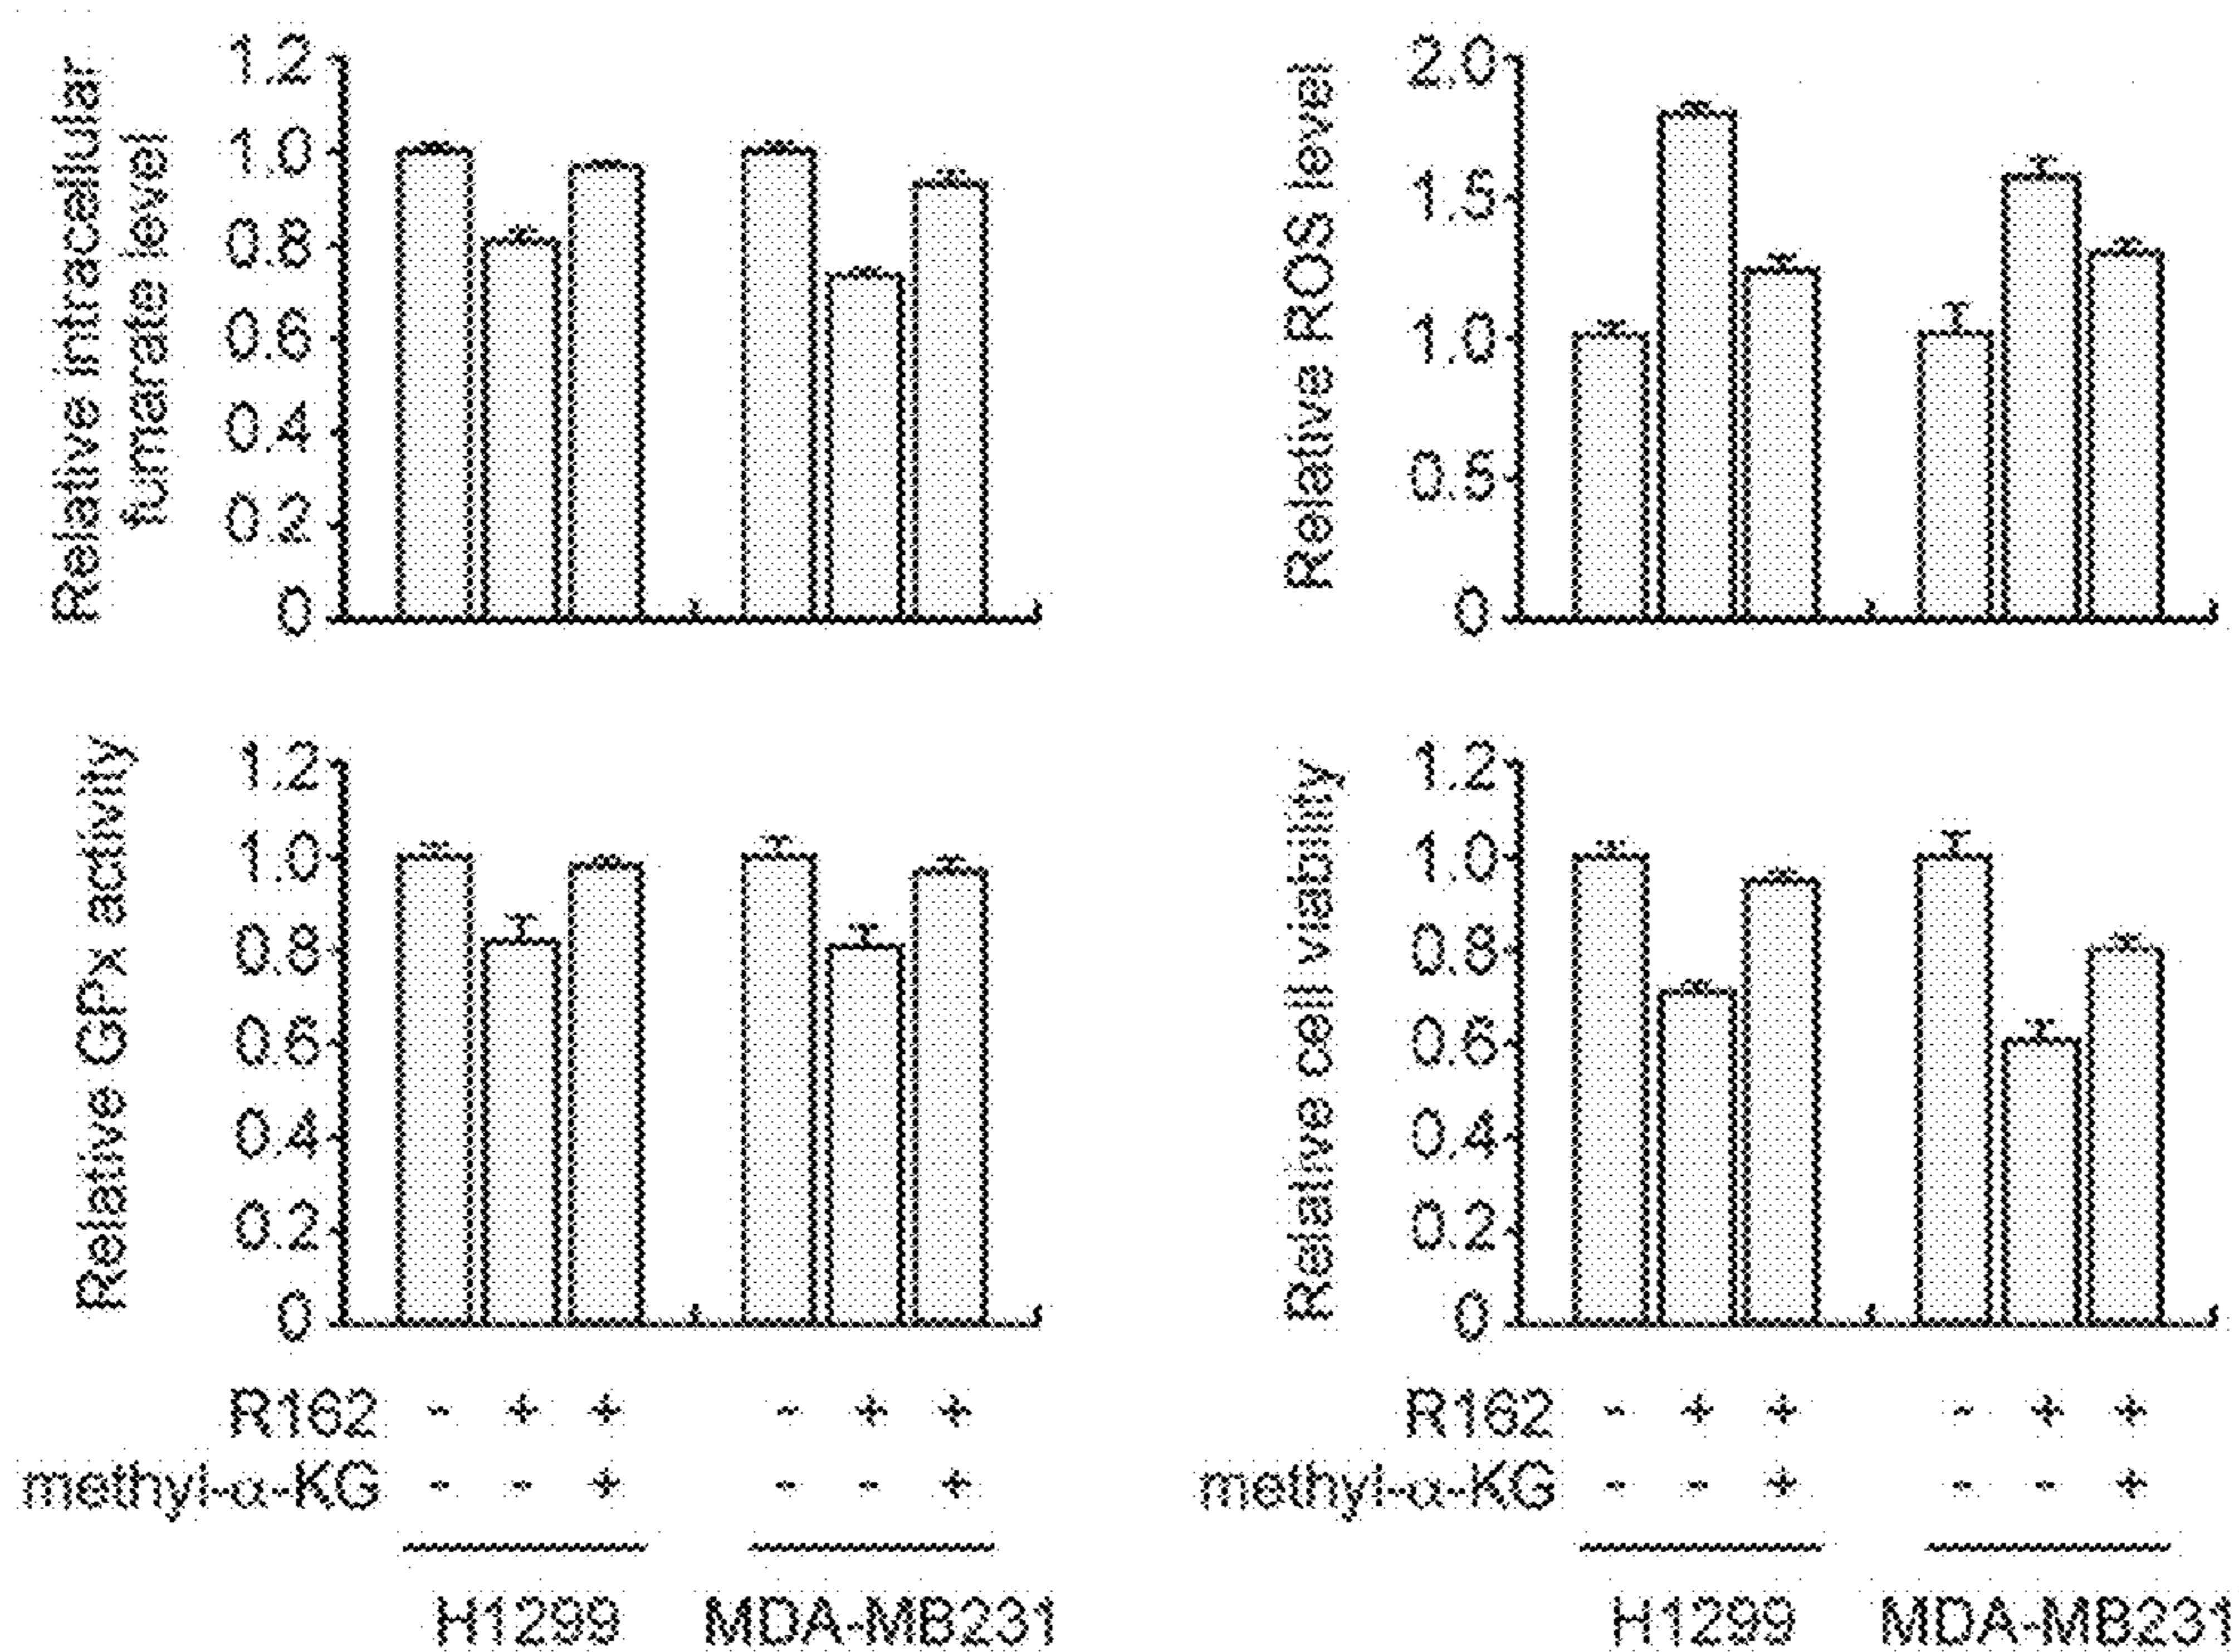 Relative intracellular
fumarate level
1.2
1.0
0.8
0.6
0.4
0.2
0
Relative ROS level
2.0
1.5
1.0
0.5
0
Relative GPx activity
1.2
1.0
0.8
0.6
0.4
0.2
0
Relative cell viability
1.2
1.0
0.8
0.6
0.4
0.2
0
R162 - + + - + +
methyl-α-KG - - + - - +
H1299 MDA-MB231
R162 - + + - + +
methyl-α-KG - - + - - +
H1299 MDA-MB231